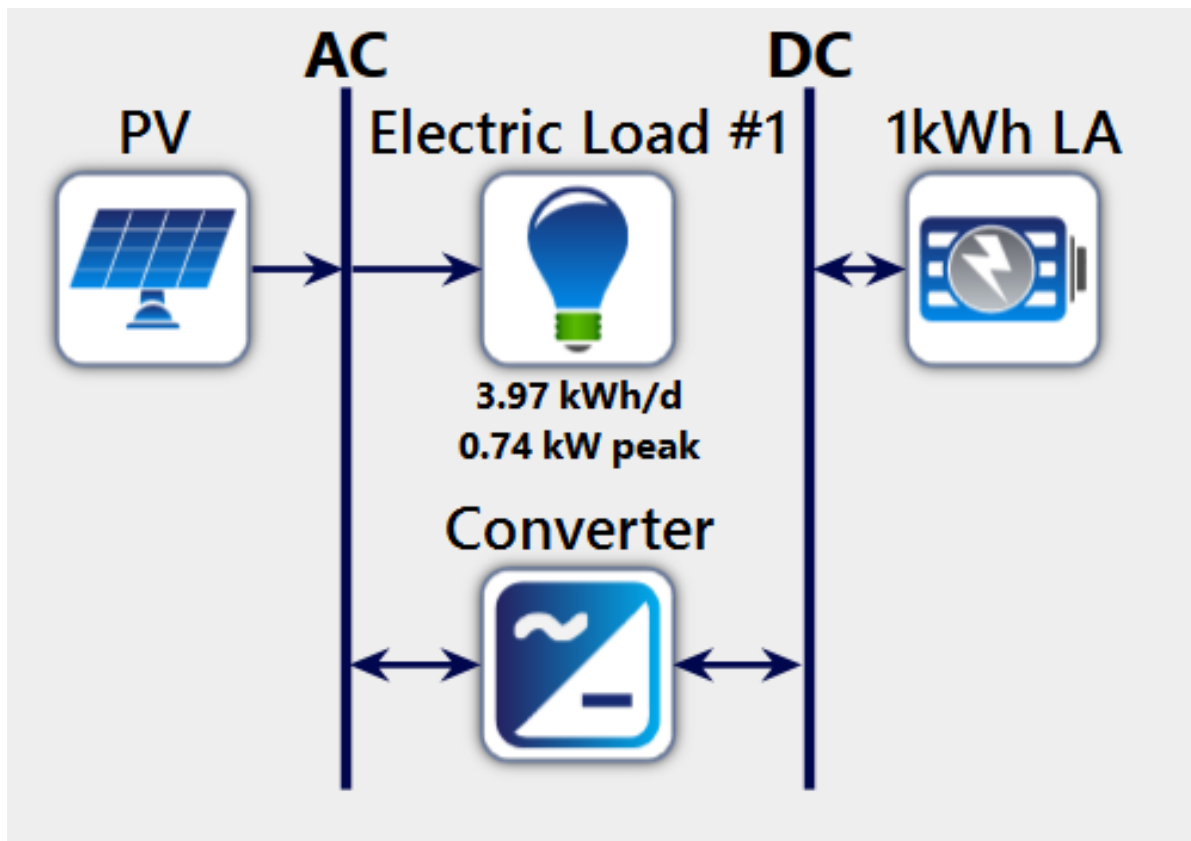 AC
DC
PV
Electric Load #1
1kWh LA
3.97 kWh/d
0.74 kW peak
Converter